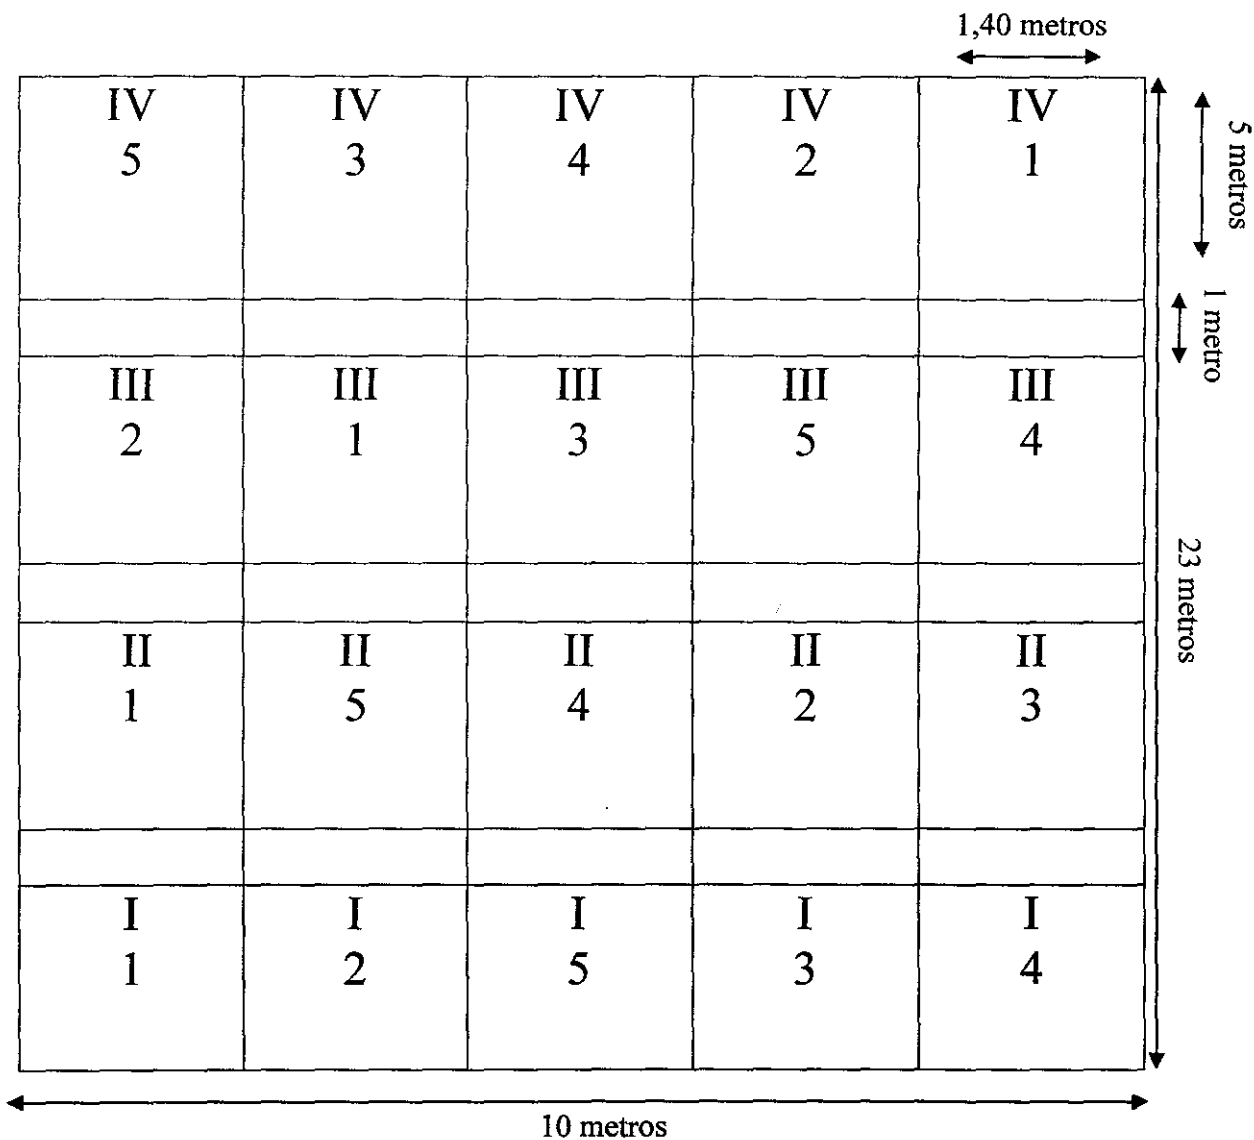 1,40 metros
IV IV IV IV IV
5 3 4 2 1
5 metros
1 metro
III III III III III
2 1 3 5 4
23 metros
II II II II II
1 5 4 2 3
I I I I I
1 2 5 3 4
10 metros